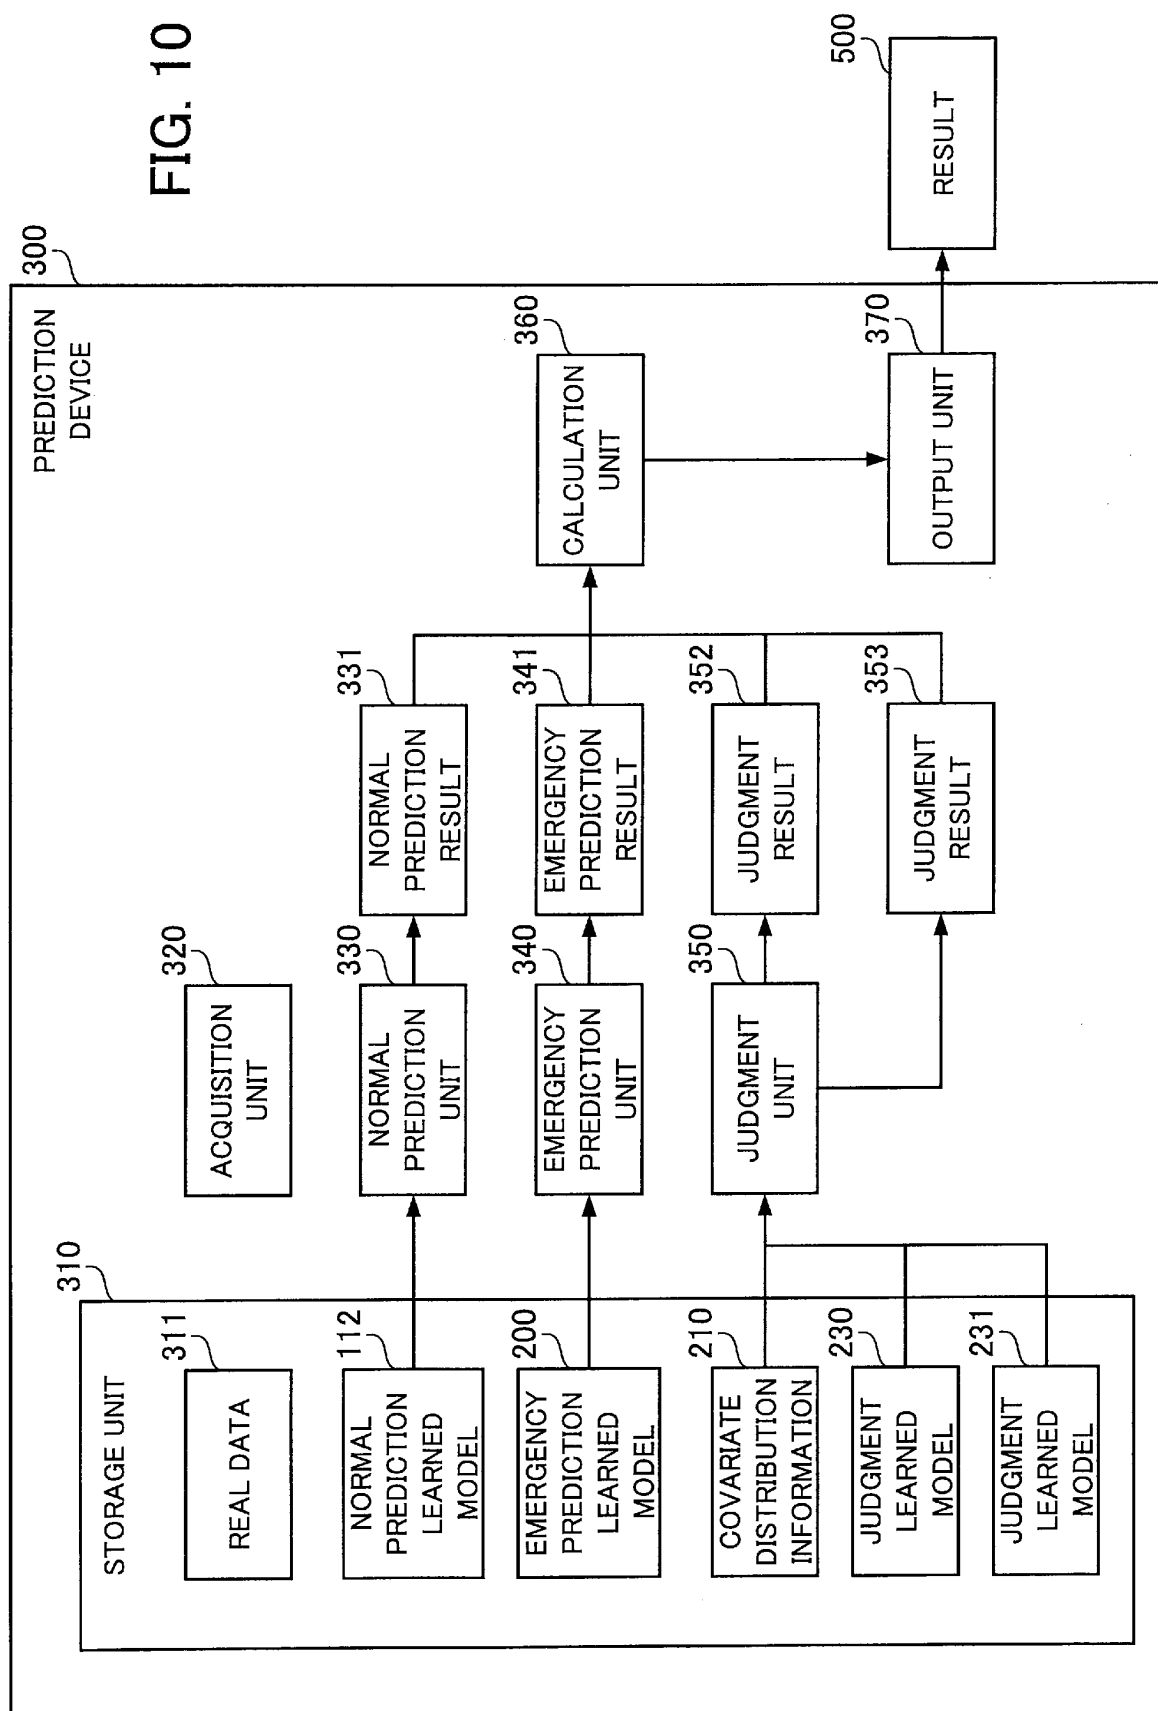 FIG. 10
300
PREDICTION
DEVICE
310
STORAGE UNIT
311
REAL DATA
112
NORMAL
PREDICTION
LEARNED
MODEL
200
EMERGENCY
PREDICTION
LEARNED
MODEL
210
COVARIATE
DISTRIBUTION
INFORMATION
230
JUDGMENT
LEARNED
MODEL
231
JUDGMENT
LEARNED
MODEL
320
ACQUISITION
UNIT
330
NORMAL
PREDICTION
UNIT
340
EMERGENCY
PREDICTION
UNIT
350
JUDGMENT
UNIT
331
NORMAL
PREDICTION
RESULT
341
EMERGENCY
PREDICTION
RESULT
352
JUDGMENT
RESULT
353
JUDGMENT
RESULT
360
CALCULATION
UNIT
370
OUTPUT UNIT
500
RESULT